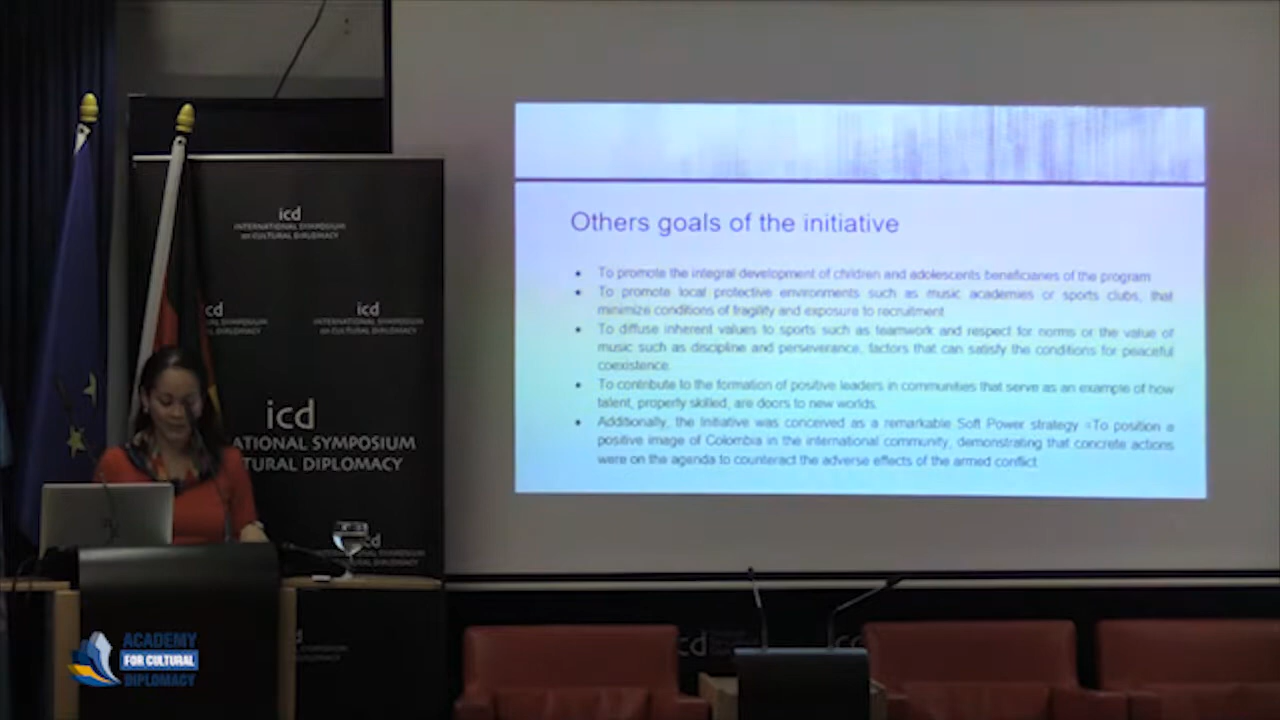 icd
INTERNATIONAL SYMPOSIUM
on CULTURAL DIPLOMACY
icd
icd
INTERNATIONAL SYMPOSIUM
on CULTURAL DIPLOMACY
icd
NATIONAL SYMPOSIUM
TURAL DIPLOMACY
icd
Others goals of the initiative
• To promote the integral development of children and adolescents beneficiaries of the program
• To promote local protective environments such as music academies or sports clubs, that
minimize conditions of fragility and exposure to recruitment
• To diffuse inherent values to sports such as teamwork and respect for norms or the value of
music such as discipline and perseverance, factors that can satisfy the conditions for peaceful
coexistence.
• To contribute to the formation of positive leaders in communities that serve as an example of how
talent, properly skilled, are doors to new worlds.
• Additionally, the Initiative was conceived as a remarkable Soft Power strategy =To position a
positive image of Colombia in the international community, demonstrating that concrete actions
were on the agenda to counteract the adverse effects of the armed conflict
ACADEMY
FOR CULTURAL
DIPLOMACY